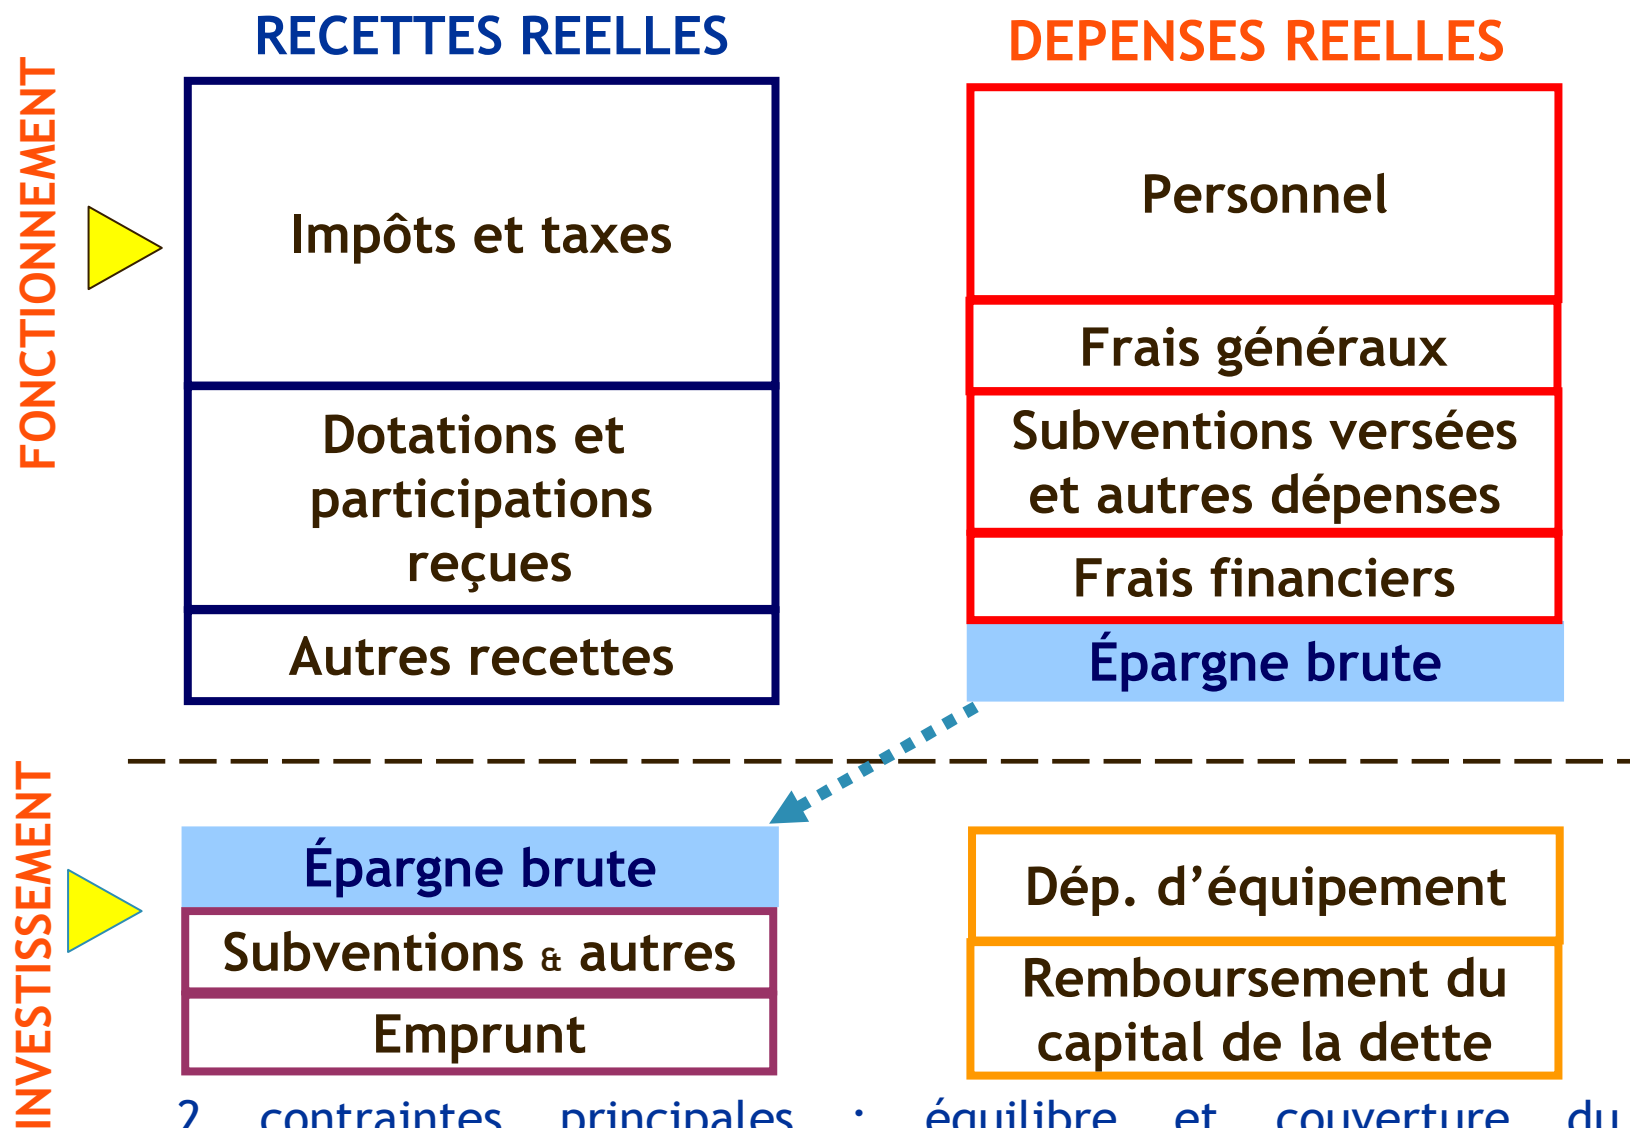 RECETTES REELLES
DEPENSES REELLES
FONCTIONNEMENT
Impôts et taxes
Dotations et
participations
reçues
Autres recettes
Personnel
Frais généraux
Subventions versées
et autres dépenses
Frais financiers
Épargne brute
INVESTISSEMENT
Épargne brute
Subventions & autres
Emprunt
Dép. d’équipement
Remboursement du
capital de la dette
2 contraintes principales : équilibre et couverture du